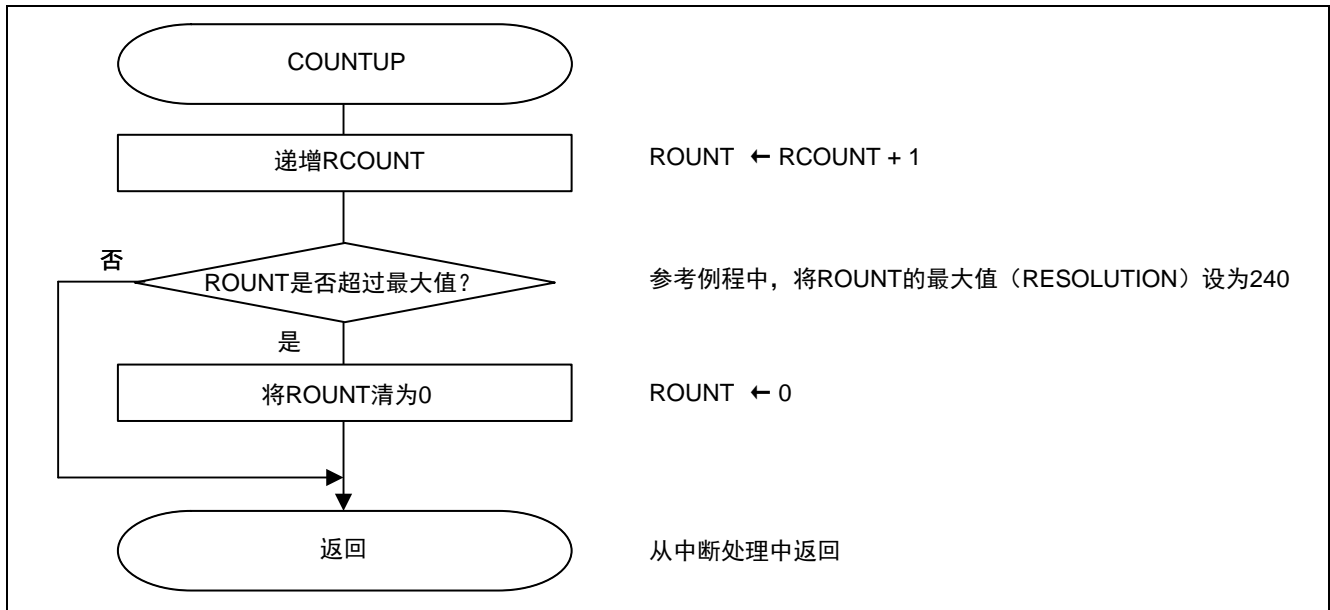 COUNTUP
递增RCOUNT
ROUNT ← RCOUNT + 1
否
ROUNT是否超过最大值？
参考例程中，将ROUNT的最大值（RESOLUTION）设为240
是
将ROUNT清为0
ROUNT ← 0
返回
从中断处理中返回